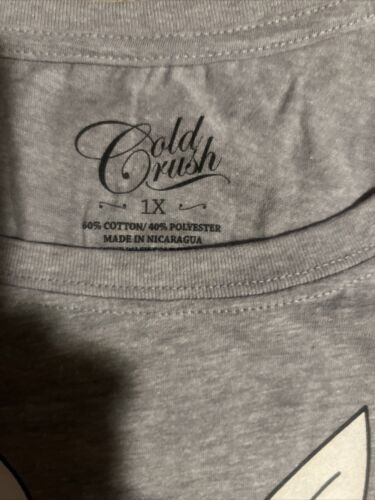 Cold
Crush
1X
60% COTTON/ 40% POLYESTER
MADE IN NICARAGUA